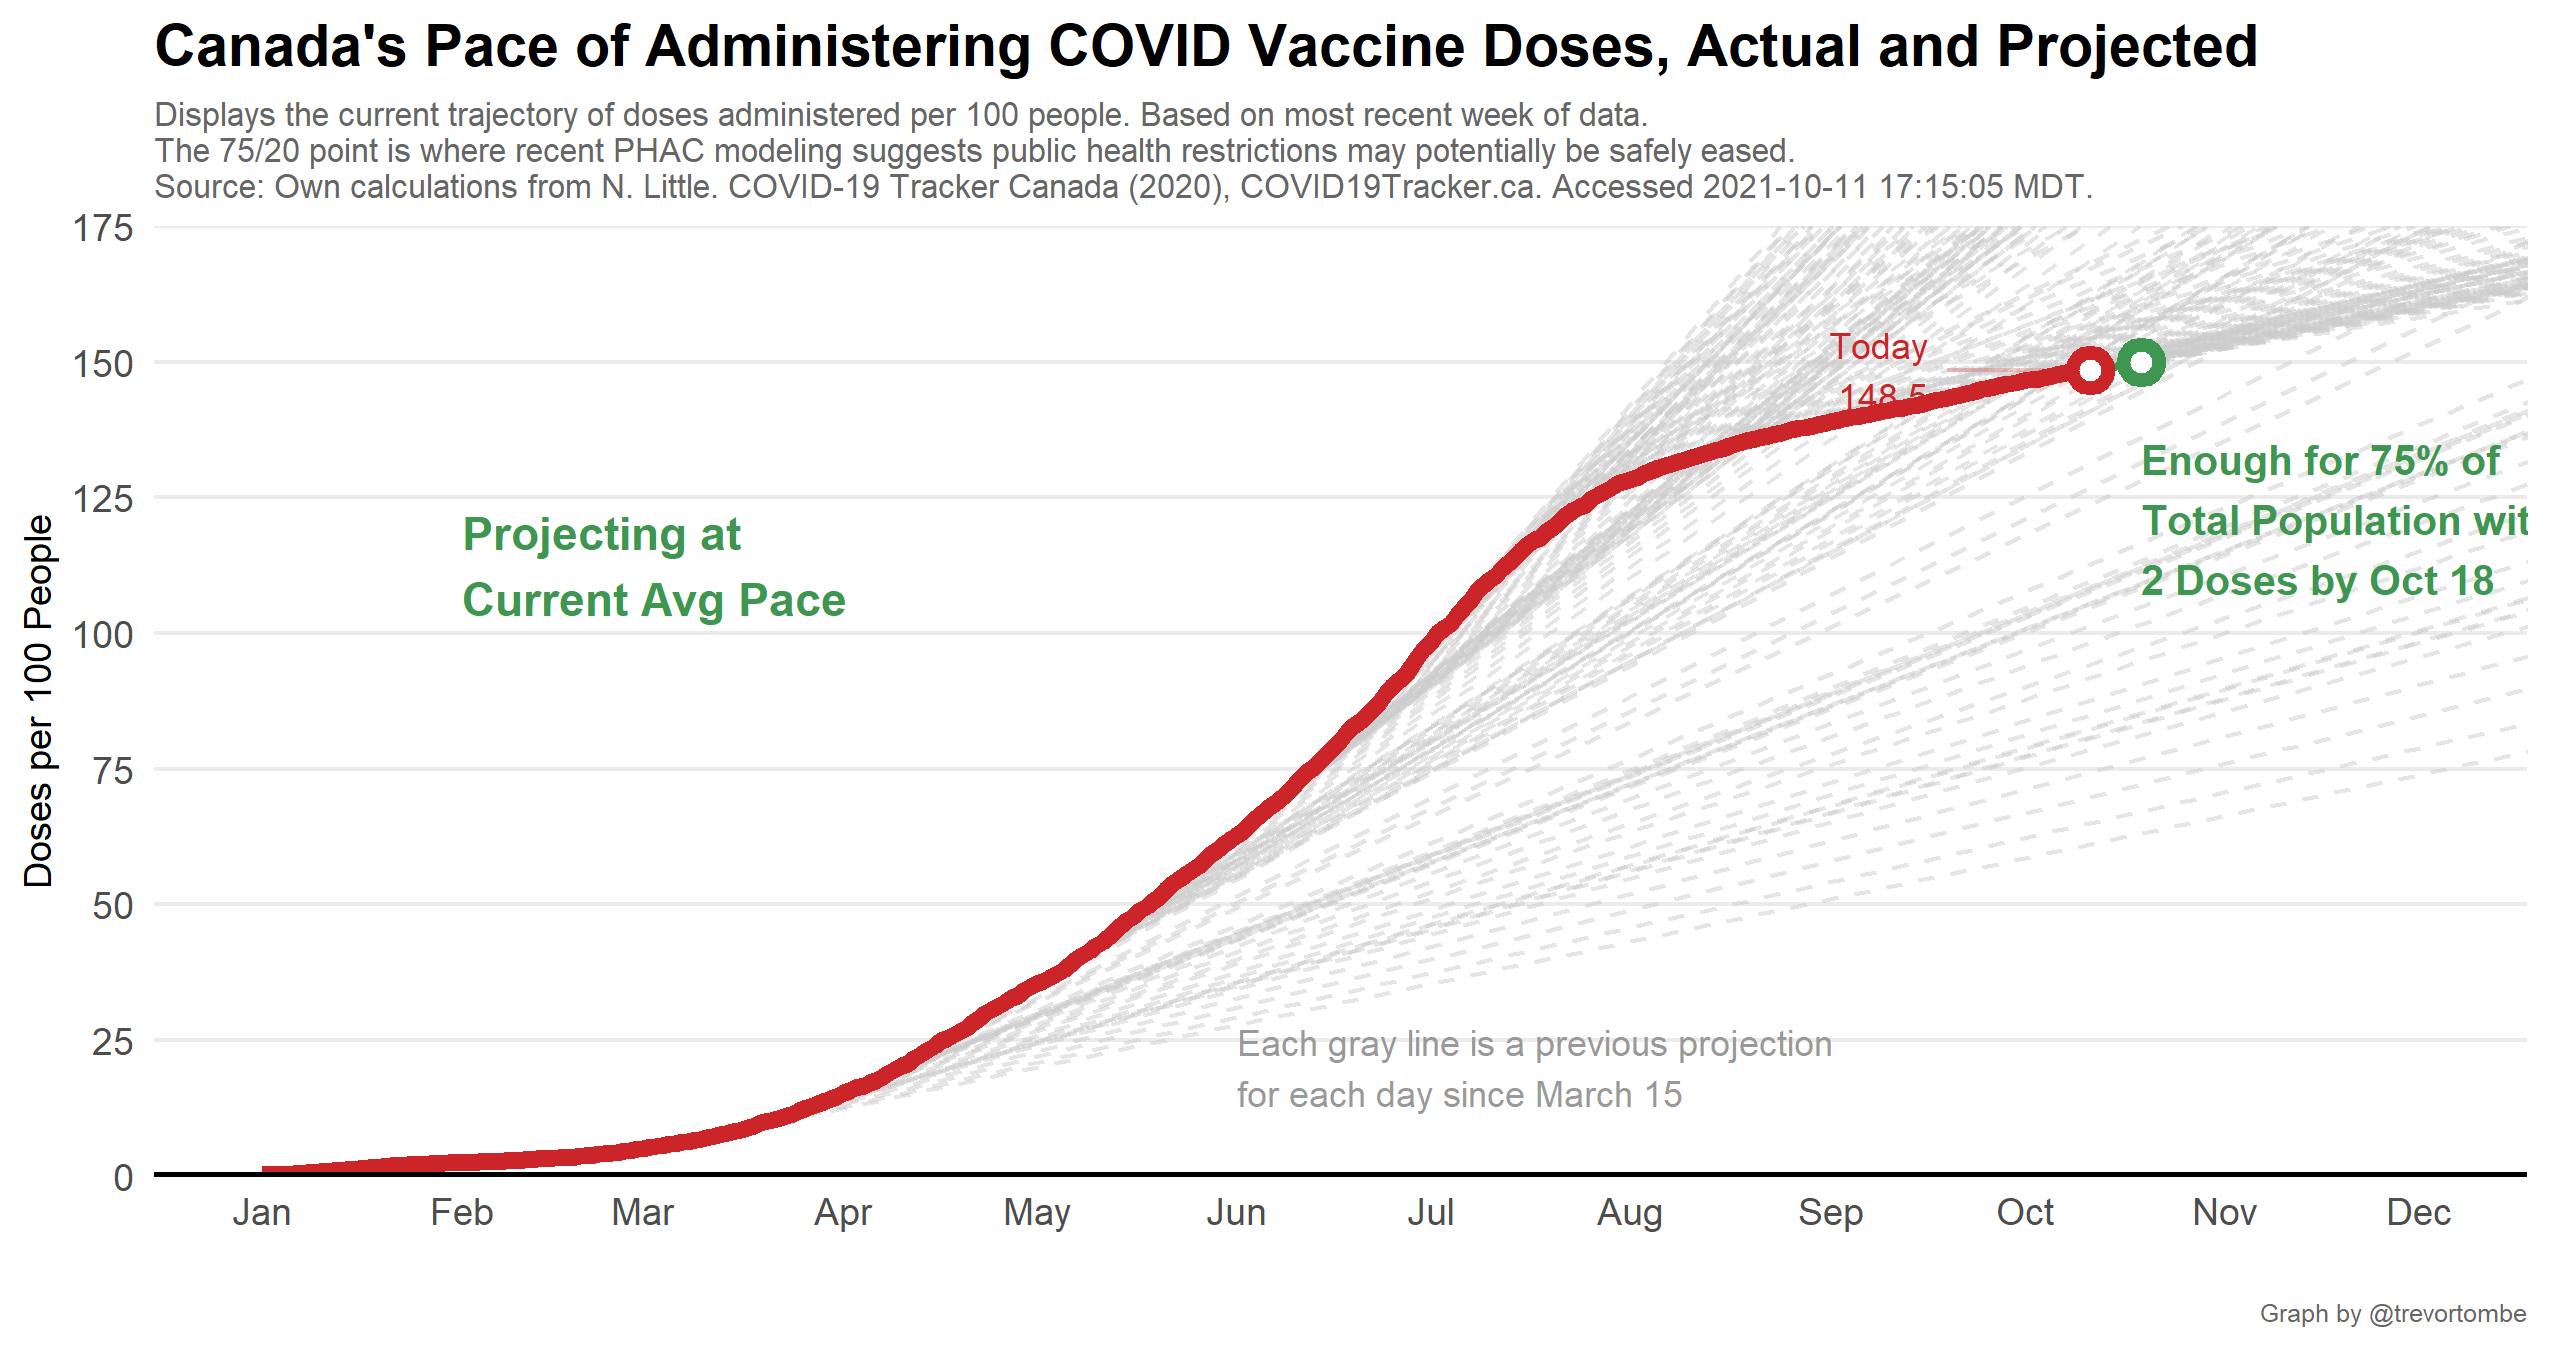 Canada's Pace of Administering COVID Vaccine Doses, Actual and Projected
Displays the current trajectory of doses administered per 100 people. Based on most recent week of data.
The 75/20 point is where recent PHAC modeling suggests public health restrictions may potentially be safely eased.
Source: Own calculations from N. Little. COVID-19 Tracker Canada (2020), COVID19Tracker.ca. Accessed 2021-10-11 17:15:05 MDT.
Doses per 100 People
175
150
125
100
75
50
25
0
Today
148.5
Projecting at
Current Avg Pace
Enough for 75% of
Total Population wit
2 Doses by Oct 18
Each gray line is a previous projection
for each day since March 15
Jan Feb Mar Apr May Jun Jul Aug Sep Oct Nov Dec
Graph by @trevortombe